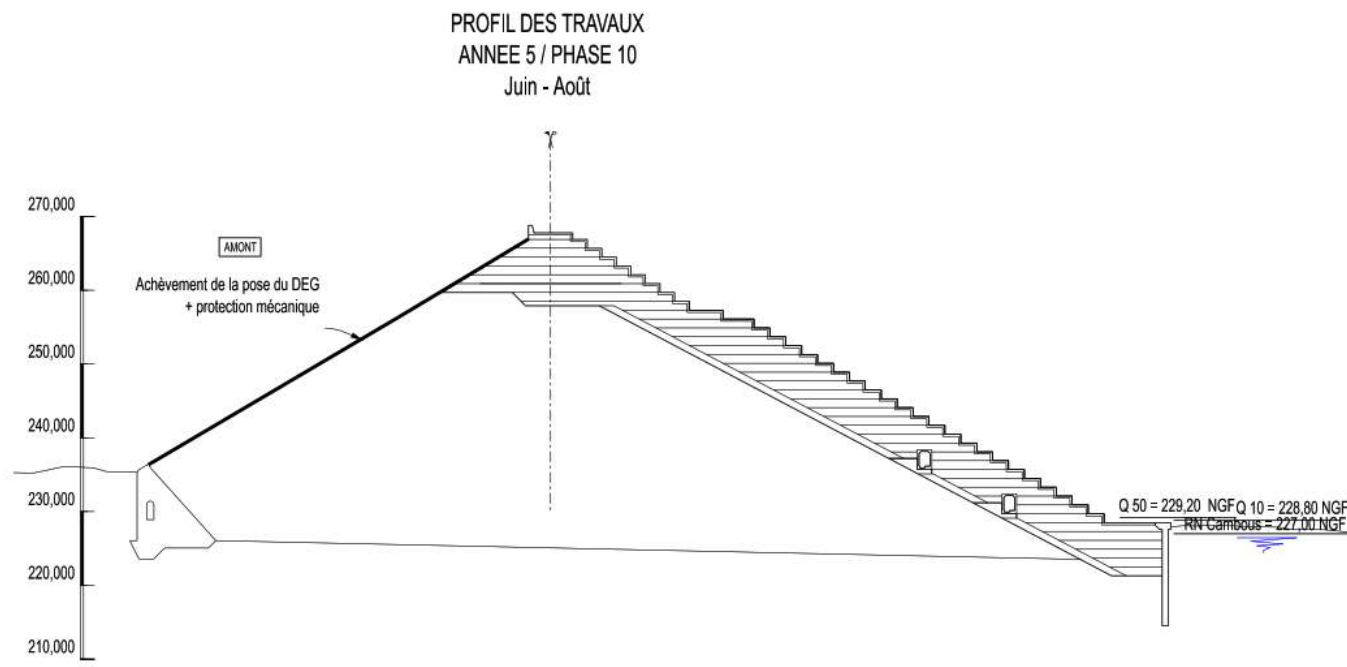 PROFIL DES TRAVAUX
ANNEE 5 / PHASE 10
Juin - Août
270,000
AMONT
Achèvement de la pose du DEG
+ protection mécanique
260,000
250,000
240,000
230,000
Q 50 = 229,20 NGF Q 10 = 228,80 NGF
RN Cambous = 227,00 NGF
220,000
210,000